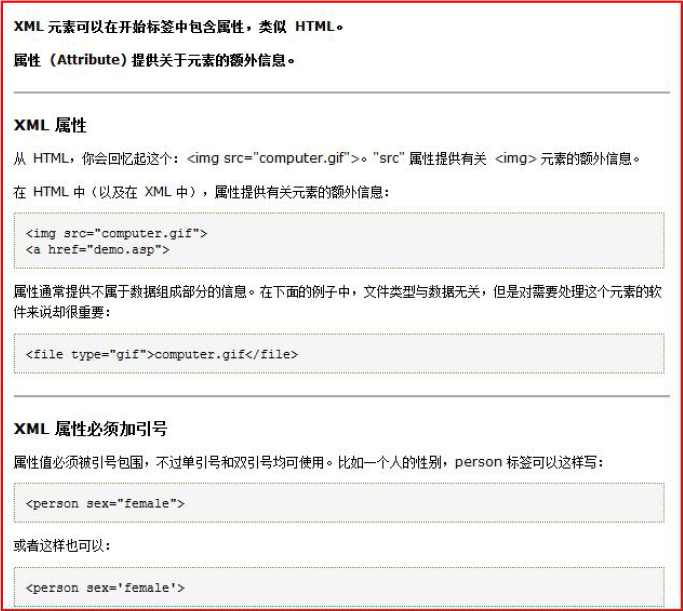 XML 元素可以在开始标签中包含属性，类似 HTML。
属性 （Attribute) 提供关于元素的额外信息。
XML 属性
从 HTML，你会回忆起这个：<img src="computer.gif">。"src" 属性提供有关 <img> 元素的额外信息。
在 HTML 中（以及在 XML 中），属性提供有关元素的额外信息：
<img src="computer.gif">
<a href="demo.asp">
属性通常提供不属于数据组成部分的信息。在下面的例子中，文件类型与数据无关，但是对需要处理这个元素的软
件来说却很重要：
<file type="gif">computer.gif</file>
XML 属性必须加引号
属性值必须被引号包围，不过单引号和双引号均可使用。比如一个人的性别，person 标签可以这样写：
<person sex="female">
或者这样也可以：
<person sex='female'>